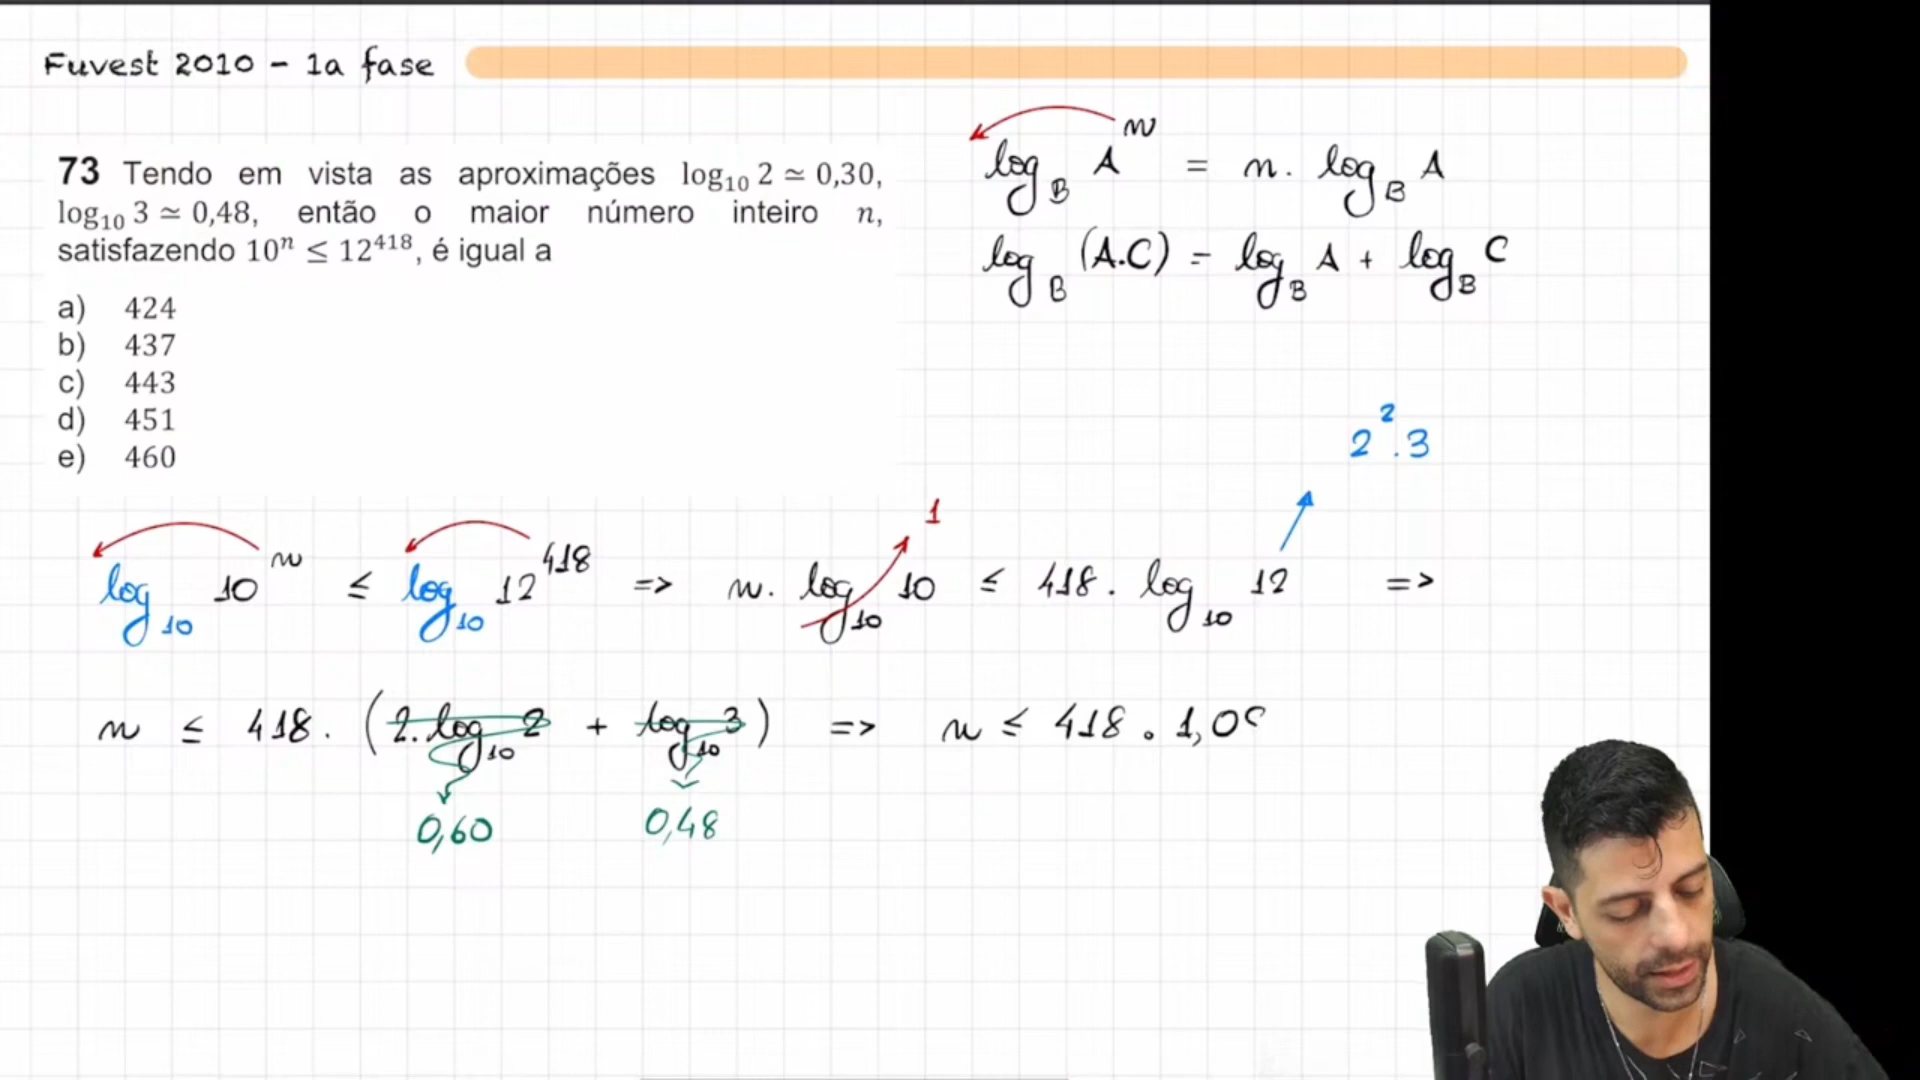 Fuvest 2010 - 1a fase
73 Tendo em vista as aproximações log₁₀ 2 ≃ 0,30,
log₁₀ 3 ≃ 0,48, então o maior número inteiro n,
satisfazendo 10ⁿ ≤ 12⁴¹⁸, é igual a
a) 424
b) 437
c) 443
d) 451
e) 460
log_B Aⁿ = n. log_B A
log_B (A.C) = log_B A + log_B C
2².3
1
log₁₀ 10ⁿ ≤ log₁₀ 12⁴¹⁸ => n. log₁₀ 10 ≤ 418. log₁₀ 12 =>
n ≤ 418. (2.log₁₀ 2 + log₁₀ 3) => n ≤ 418 . 1,0
0,60 0,48